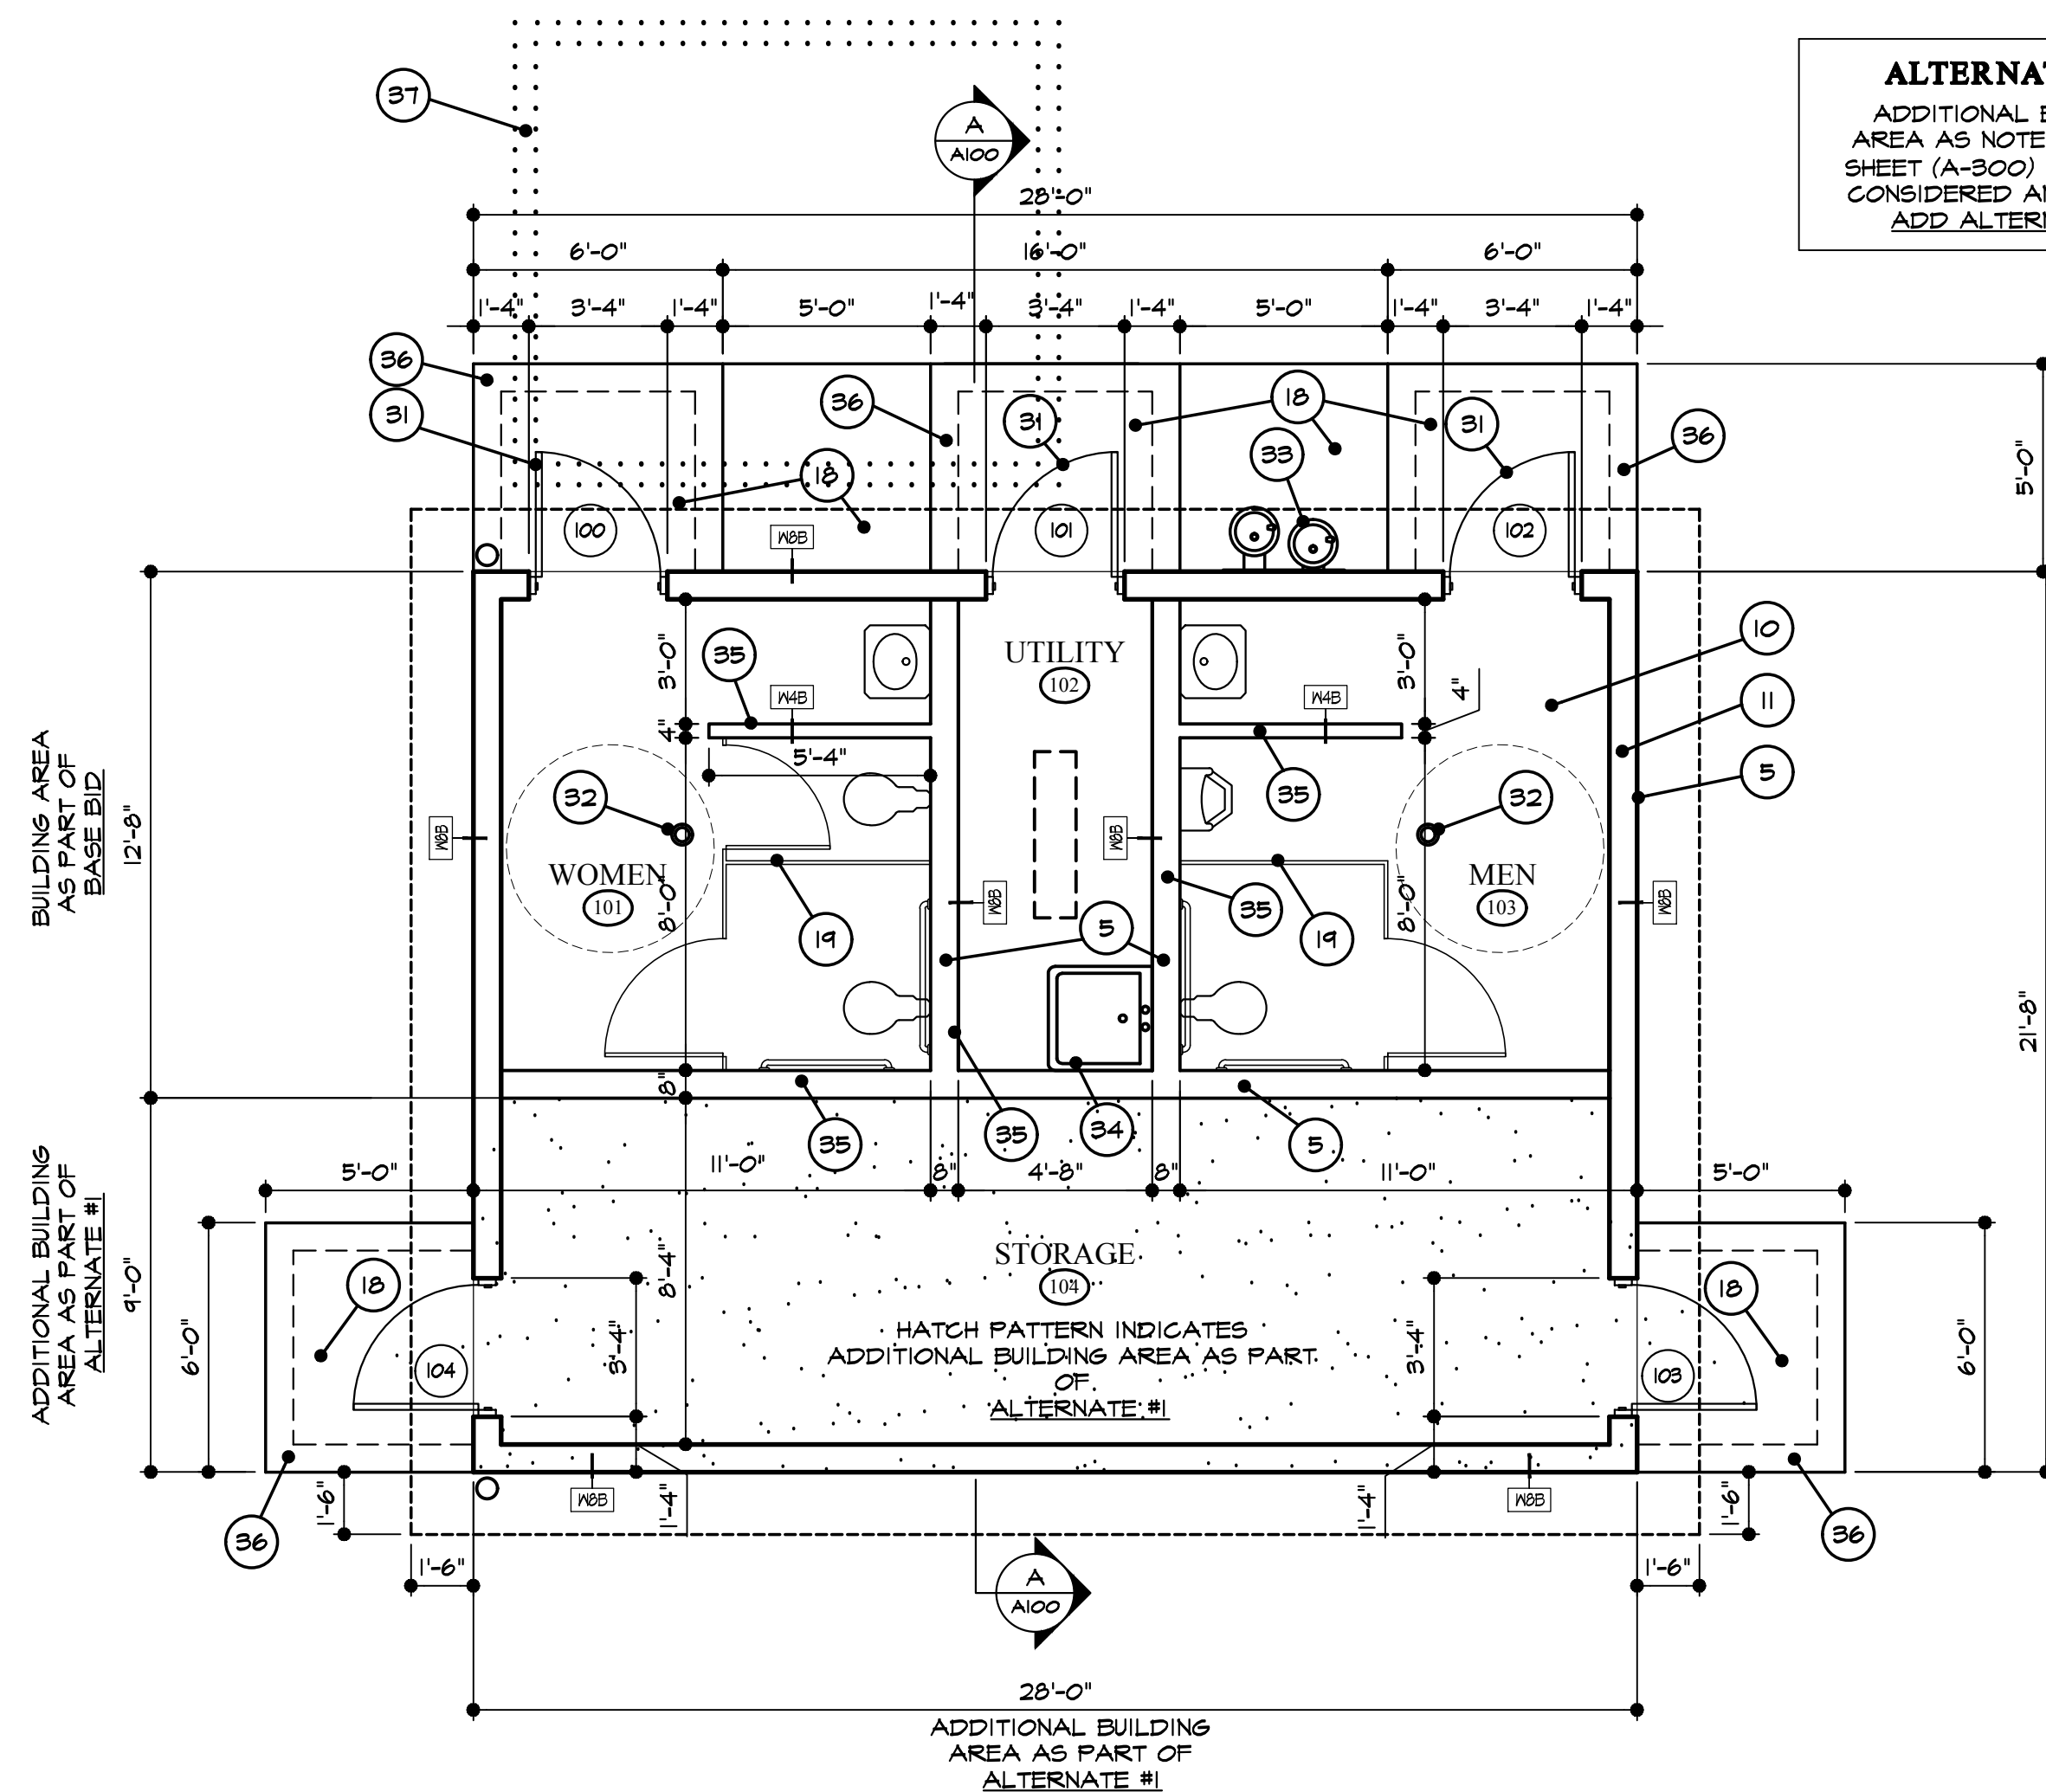 ALTERNAT
ADDITIONAL B
AREA AS NOTE
SHEET (A-300)
CONSIDERED A
ADD ALTER
37
A
A100
28'-0"
6'-0" 16'-0" 6'-0"
1'-4" 3'-4" 1'-4" 5'-0" 1'-4" 3'-4" 1'-4" 5'-0" 1'-4" 3'-4" 1'-4"
36
31
36
31
18
31
36
33
18
5'-0"
100
W8B
101
102
10
UTILITY
102
35
3'-0"
W4B
W4B
3'-0"
4"
11
4"
5'-4"
5
32
35
32
BUILDING AREA
AS PART OF
BASE BID
12'-8"
W8B
W8B
WOMEN
101
MEN
103
8'-0"
W8B
35
8'-0"
W8B
19
5
19
21'-8"
8"
35
35
34
5
ADDITIONAL BUILDING
AREA AS PART OF
ALTERNATE #1
9'-0"
5'-0" 11'-0" 8" 4'-8" 8" 11'-0" 5'-0"
6'-0"
18
8'-4"
STORAGE
104
18
6'-0"
HATCH PATTERN INDICATES
ADDITIONAL BUILDING AREA AS PART
OF
ALTERNATE #1
3'-4"
3'-4"
104
103
36
1'-6"
W8B
1'-4"
1'-4"
W8B
1'-6"
36
1'-6"
A
A100
1'-6"
28'-0"
ADDITIONAL BUILDING
AREA AS PART OF
ALTERNATE #1